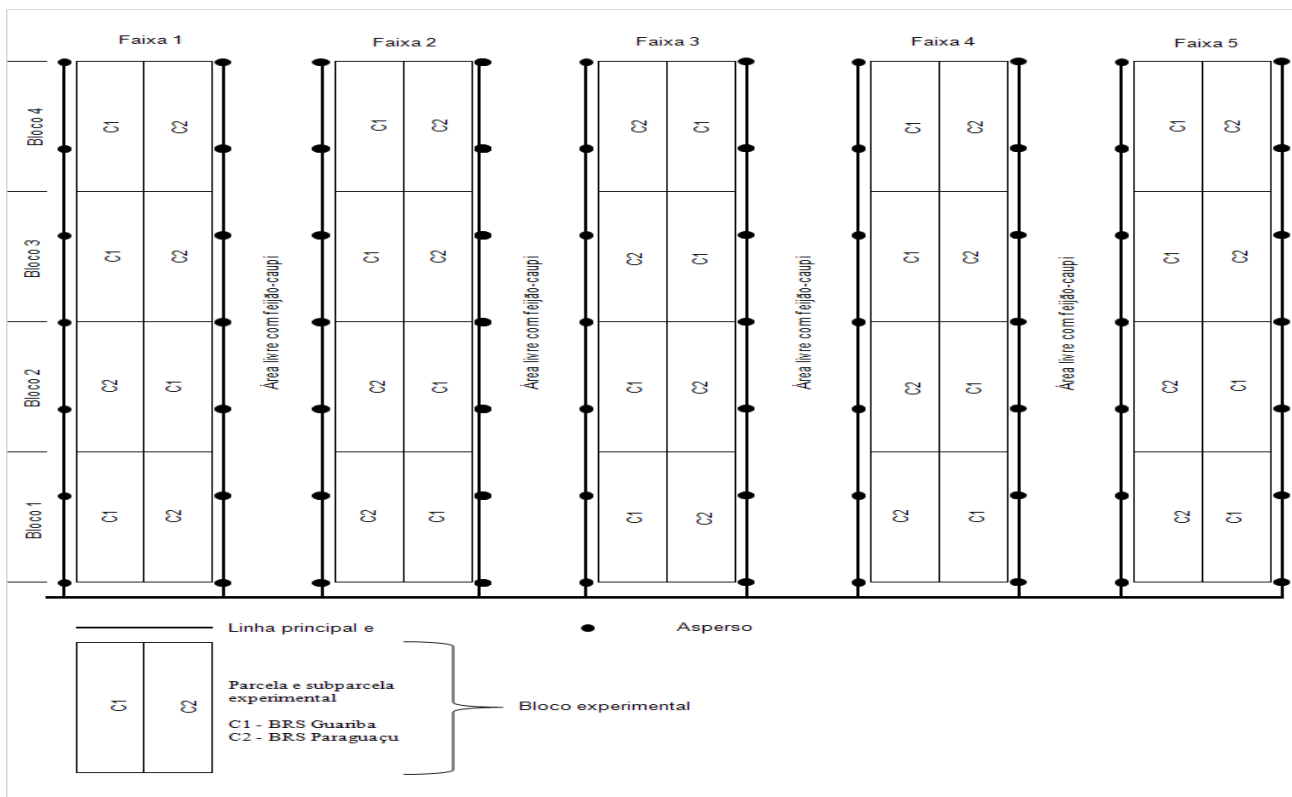 Faixa 1
Faixa 2
Faixa 3
Faixa 4
Faixa 5
Bloco 4
C1
C2
C1
C2
C2
C1
C1
C2
C1
C2
Bloco 3
C1
C2
C1
C2
C2
C1
C1
C2
C1
C2
Área livre com feijão-caupi
Área livre com feijão-caupi
Área livre com feijão-caupi
Área livre com feijão-caupi
Bloco 2
C2
C1
C2
C1
C1
C2
C2
C1
C2
C1
Bloco 1
C1
C2
C2
C1
C1
C2
C2
C1
C2
C1
Linha principal e
Asperso
C1
C2
Parcela e subparcela
experimental
C1 - BRS Guariba
C2 - BRS Paraguaçu
Bloco experimental